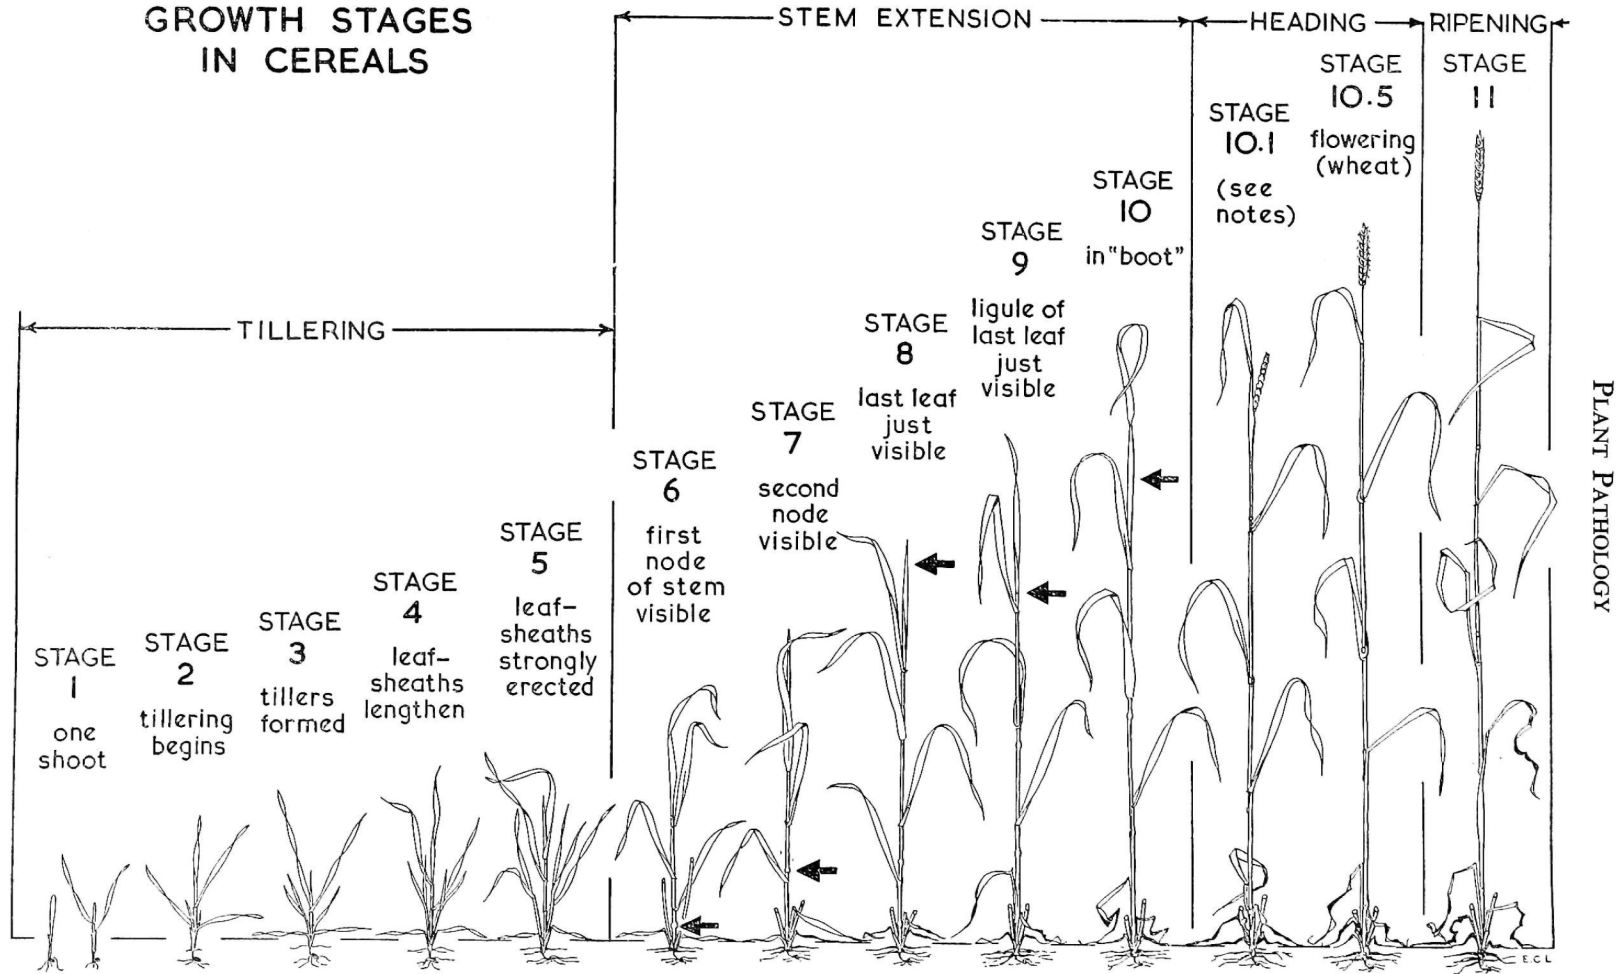 GROWTH STAGES
IN CEREALS
STEM EXTENSION
HEADING
RIPENING
TILLERING
STAGE
1
one
shoot
STAGE
2
tillering
begins
STAGE
3
tillers
formed
STAGE
4
leaf-
sheaths
lengthen
STAGE
5
leaf-
sheaths
strongly
erected
STAGE
6
first
node
of stem
visible
STAGE
7
second
node
visible
STAGE
8
last leaf
just
visible
STAGE
9
ligule of
last leaf
just
visible
STAGE
10
in "boot"
STAGE
10.1
(see
notes)
STAGE
10.5
flowering
(wheat)
STAGE
11
PLANT PATHOLOGY
E.C.L